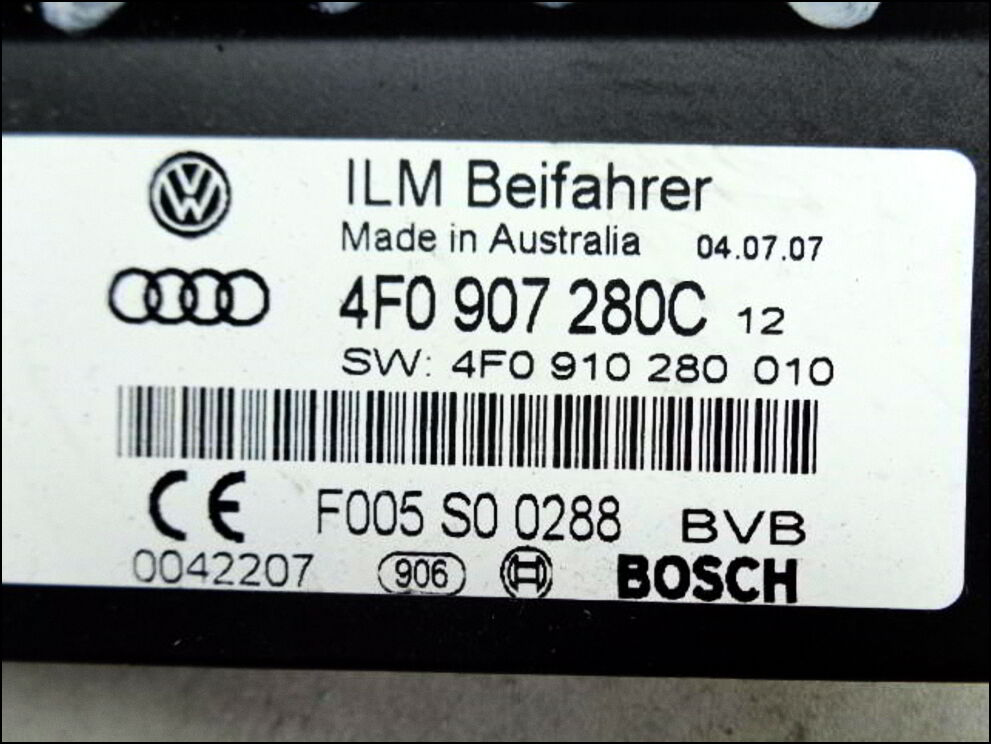 ILM Beifahrer
Made in Australia 04.07.07
4F0 907 280C 12
SW: 4F0 910 280 010
CE F005 S0 0288 BVB
0042207 906 BOSCH